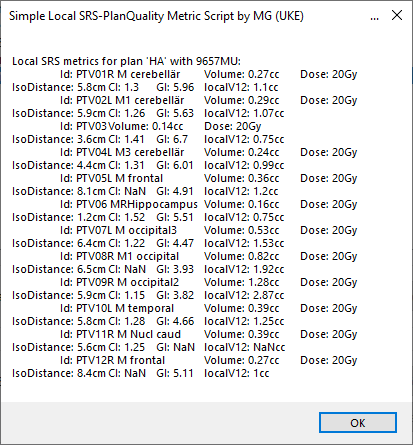 Simple Local SRS-PlanQuality Metric Script by MG (UKE)
Local SRS metrics for plan 'HA' with 9657MU:
Id: PTV01R M cerebellär Volume: 0.27cc Dose: 20Gy
IsoDistance: 5.8cm CI: 1.3 GI: 5.96 localV12: 1.1cc
Id: PTV02L M1 cerebellär Volume: 0.29cc Dose: 20Gy
IsoDistance: 5.9cm CI: 1.26 GI: 5.63 localV12: 1.07cc
Id: PTV03 Volume: 0.14cc Dose: 20Gy
IsoDistance: 3.6cm CI: 1.41 GI: 6.7 localV12: 0.75cc
Id: PTV04L M3 cerebellär Volume: 0.24cc Dose: 20Gy
IsoDistance: 4.4cm CI: 1.31 GI: 6.01 localV12: 0.99cc
Id: PTV05L M frontal Volume: 0.36cc Dose: 20Gy
IsoDistance: 8.1cm CI: NaN GI: 4.91 localV12: 1.2cc
Id: PTV06 MRHippocampus Volume: 0.16cc Dose: 20Gy
IsoDistance: 1.2cm CI: 1.52 GI: 5.51 localV12: 0.75cc
Id: PTV07L M occipital3 Volume: 0.53cc Dose: 20Gy
IsoDistance: 6.4cm CI: 1.22 GI: 4.47 localV12: 1.53cc
Id: PTV08R M1 occipital Volume: 0.82cc Dose: 20Gy
IsoDistance: 6.5cm CI: NaN GI: 3.93 localV12: 1.92cc
Id: PTV09R M occipital2 Volume: 1.28cc Dose: 20Gy
IsoDistance: 5.9cm CI: 1.15 GI: 3.82 localV12: 2.87cc
Id: PTV10L M temporal Volume: 0.39cc Dose: 20Gy
IsoDistance: 5.8cm CI: 1.28 GI: 4.66 localV12: 1.25cc
Id: PTV11R M Nucl caud Volume: 0.39cc Dose: 20Gy
IsoDistance: 5.6cm CI: 1.25 GI: NaN localV12: NaNcc
Id: PTV12R M frontal Volume: 0.27cc Dose: 20Gy
IsoDistance: 8.4cm CI: NaN GI: 5.11 localV12: 1cc
OK